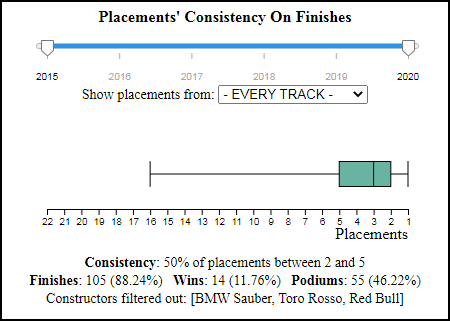 Placements' Consistency On Finishes
2015 2016 2017 2018 2019 2020
Show placements from: - EVERY TRACK -
22 21 20 19 18 17 16 15 14 13 12 11 10 9 8 7 6 5 4 3 2 1
Placements
Consistency: 50% of placements between 2 and 5
Finishes: 105 (88.24%) Wins: 14 (11.76%) Podiums: 55 (46.22%)
Constructors filtered out: [BMW Sauber, Toro Rosso, Red Bull]